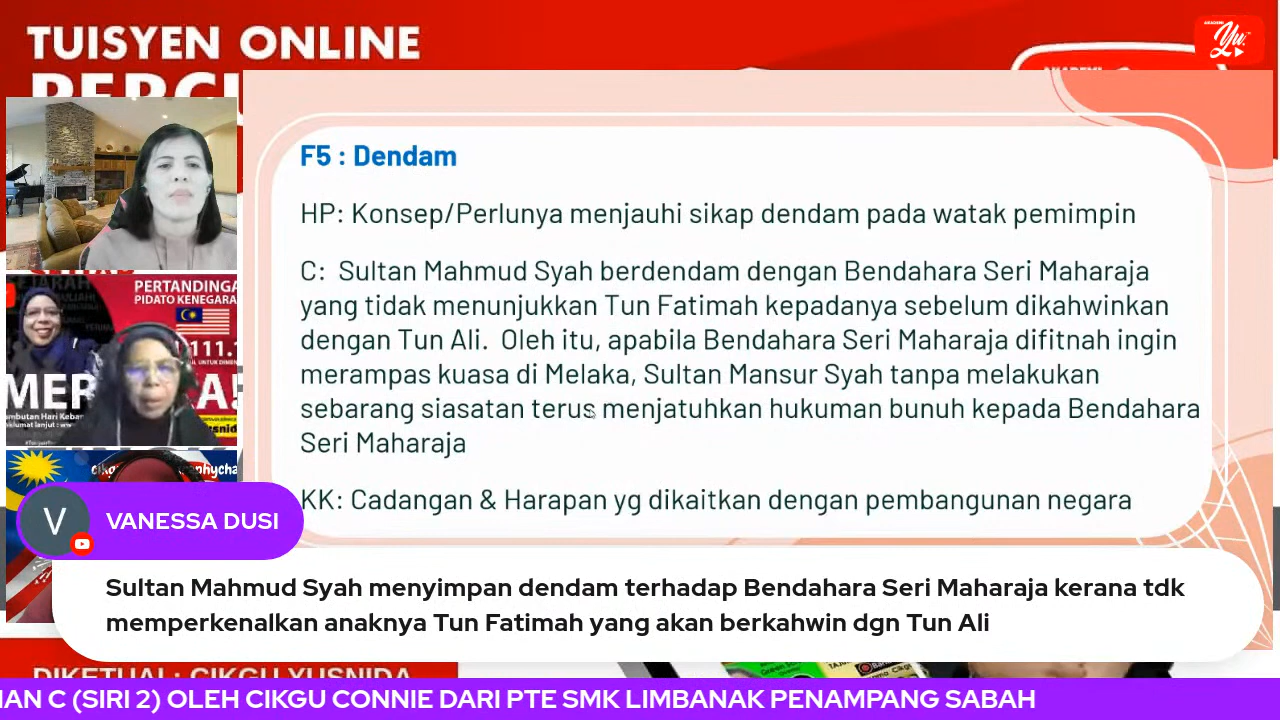 TUISYEN ONLINE
F5 : Dendam
HP: Konsep/Perlunya menjauhi sikap dendam pada watak pemimpin
C: Sultan Mahmud Syah berdendam dengan Bendahara Seri Maharaja
yang tidak menunjukkan Tun Fatimah kepadanya sebelum dikahwinkan
dengan Tun Ali. Oleh itu, apabila Bendahara Seri Maharaja difitnah ingin
merampas kuasa di Melaka, Sultan Mansur Syah tanpa melakukan
sebarang siasatan terus menjatuhkan hukuman bunuh kepada Bendahara
Seri Maharaja
KK: Cadangan & Harapan yg dikaitkan dengan pembangunan negara
PERTANDINGA
PIDATO KENEGARA
V
VANESSA DUSI
Sultan Mahmud Syah menyimpan dendam terhadap Bendahara Seri Maharaja kerana tdk
memperkenalkan anaknya Tun Fatimah yang akan berkahwin dgn Tun Ali
DIKETUAI : CIKGU YUSNIDA
IAN C (SIRI 2) OLEH CIKGU CONNIE DARI PTE SMK LIMBANAK PENAMPANG SABAH